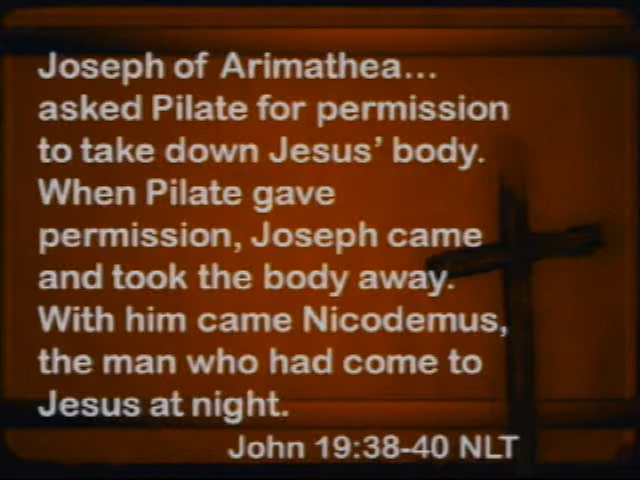 Joseph of Arimathea...
asked Pilate for permission
to take down Jesus’ body.
When Pilate gave
permission, Joseph came
and took the body away.
With him came Nicodemus,
the man who had come to
Jesus at night.
John 19:38-40 NLT